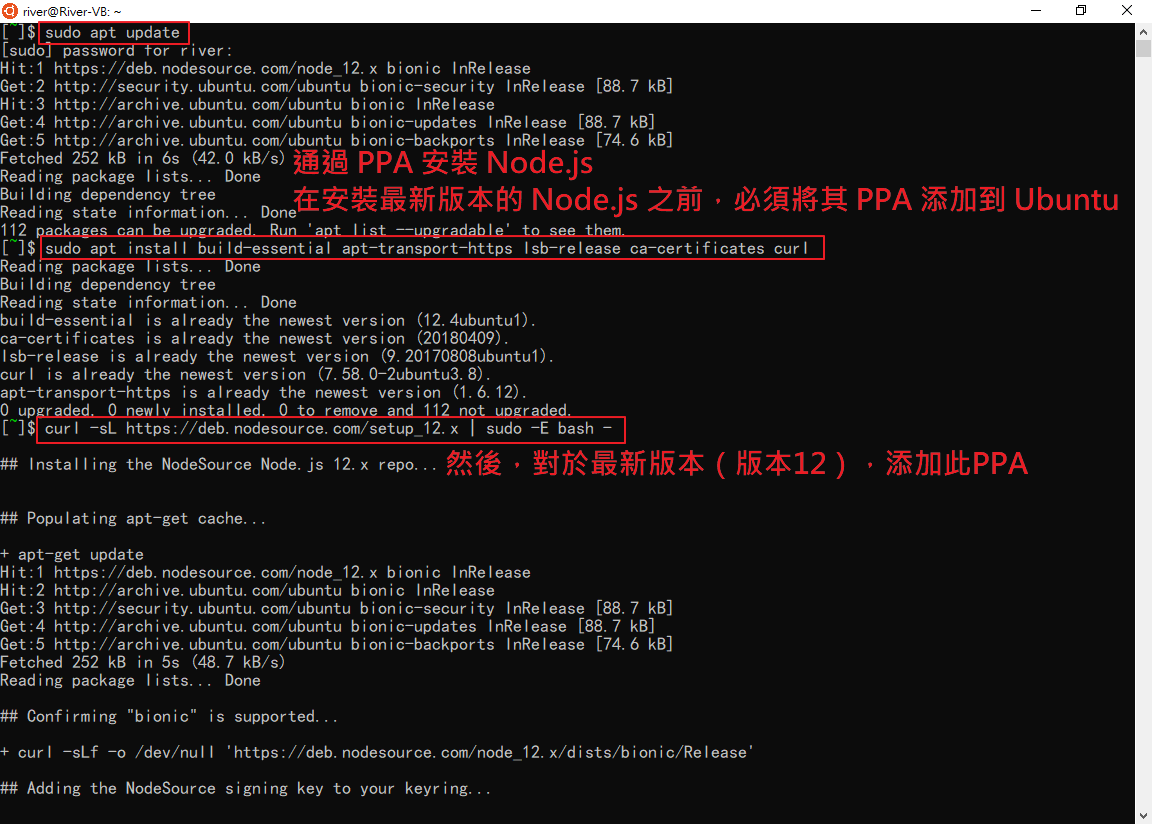 river@River-VB: ~
[~]$ sudo apt update
[sudo] password for river:
Hit:1 https://deb.nodesource.com/node_12.x bionic InRelease
Get:2 http://security.ubuntu.com/ubuntu bionic-security InRelease [88.7 kB]
Hit:3 http://archive.ubuntu.com/ubuntu bionic InRelease
Get:4 http://archive.ubuntu.com/ubuntu bionic-updates InRelease [88.7 kB]
Get:5 http://archive.ubuntu.com/ubuntu bionic-backports InRelease [74.6 kB]
Fetched 252 kB in 6s (42.0 kB/s)
通過 PPA 安裝 Node.js
Reading package lists... Done
Building dependency tree
在安裝最新版本的 Node.js 之前，必須將其 PPA 添加到 Ubuntu
Reading state information... Done
112 packages can be upgraded. Run 'apt list --upgradable' to see them.
[~]$ sudo apt install build-essential apt-transport-https lsb-release ca-certificates curl
Reading package lists... Done
Building dependency tree
Reading state information... Done
build-essential is already the newest version (12.4ubuntu1).
ca-certificates is already the newest version (20180409).
lsb-release is already the newest version (9.20170808ubuntu1).
curl is already the newest version (7.58.0-2ubuntu3.8).
apt-transport-https is already the newest version (1.6.12).
0 upgraded, 0 newly installed, 0 to remove and 112 not upgraded.
[~]$ curl -sL https://deb.nodesource.com/setup_12.x | sudo -E bash -
## Installing the NodeSource Node.js 12.x repo...
然後，對於最新版本（版本12），添加此PPA
## Populating apt-get cache...
+ apt-get update
Hit:1 https://deb.nodesource.com/node_12.x bionic InRelease
Hit:2 http://archive.ubuntu.com/ubuntu bionic InRelease
Get:3 http://security.ubuntu.com/ubuntu bionic-security InRelease [88.7 kB]
Get:4 http://archive.ubuntu.com/ubuntu bionic-updates InRelease [88.7 kB]
Get:5 http://archive.ubuntu.com/ubuntu bionic-backports InRelease [74.6 kB]
Fetched 252 kB in 5s (48.7 kB/s)
Reading package lists... Done
## Confirming "bionic" is supported...
+ curl -sLf -o /dev/null 'https://deb.nodesource.com/node_12.x/dists/bionic/Release'
## Adding the NodeSource signing key to your keyring...